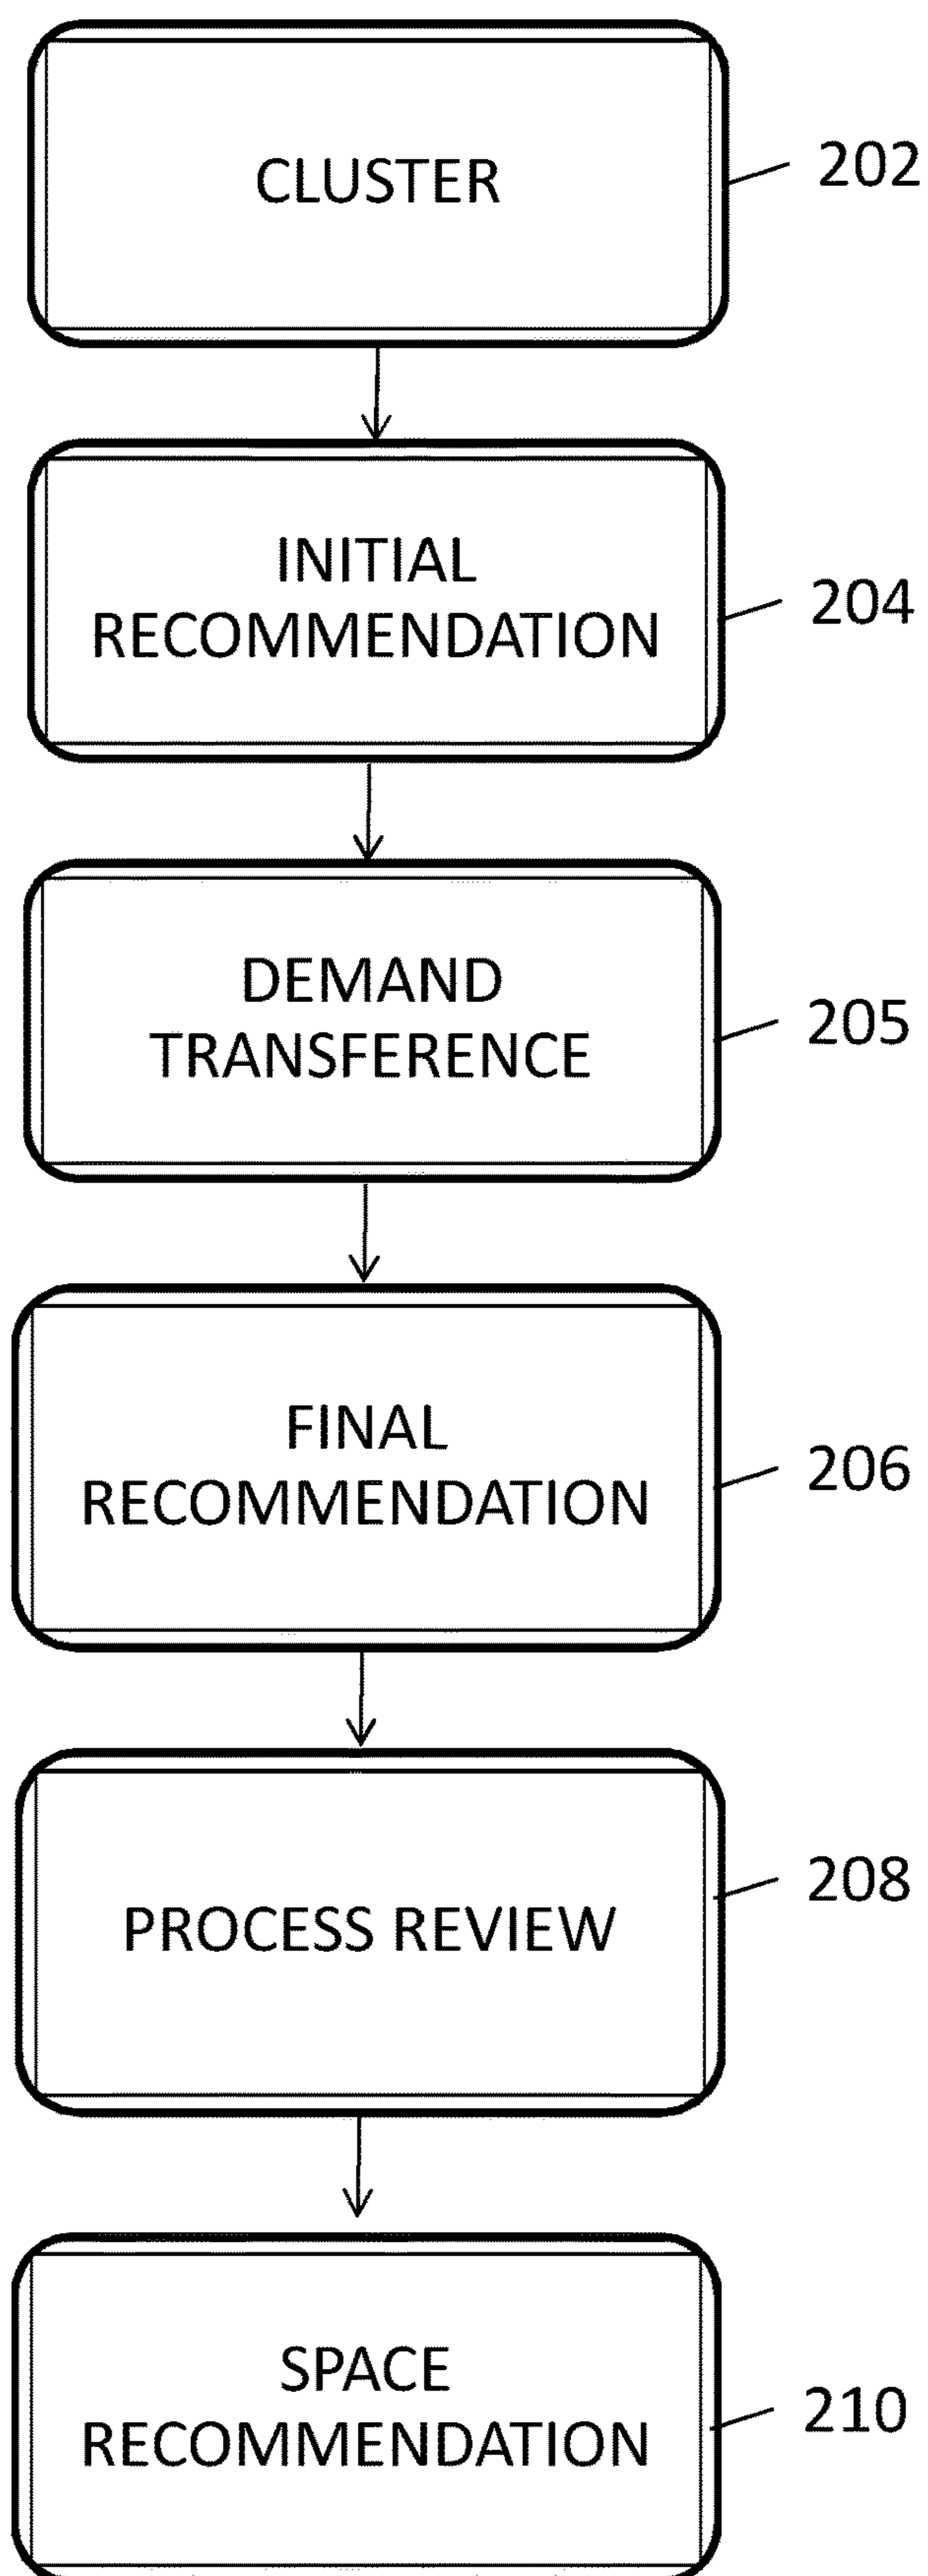 CLUSTER
202
INITIAL
RECOMMENDATION
204
DEMAND
TRANSFERENCE
205
FINAL
RECOMMENDATION
206
PROCESS REVIEW
208
SPACE
RECOMMENDATION
210